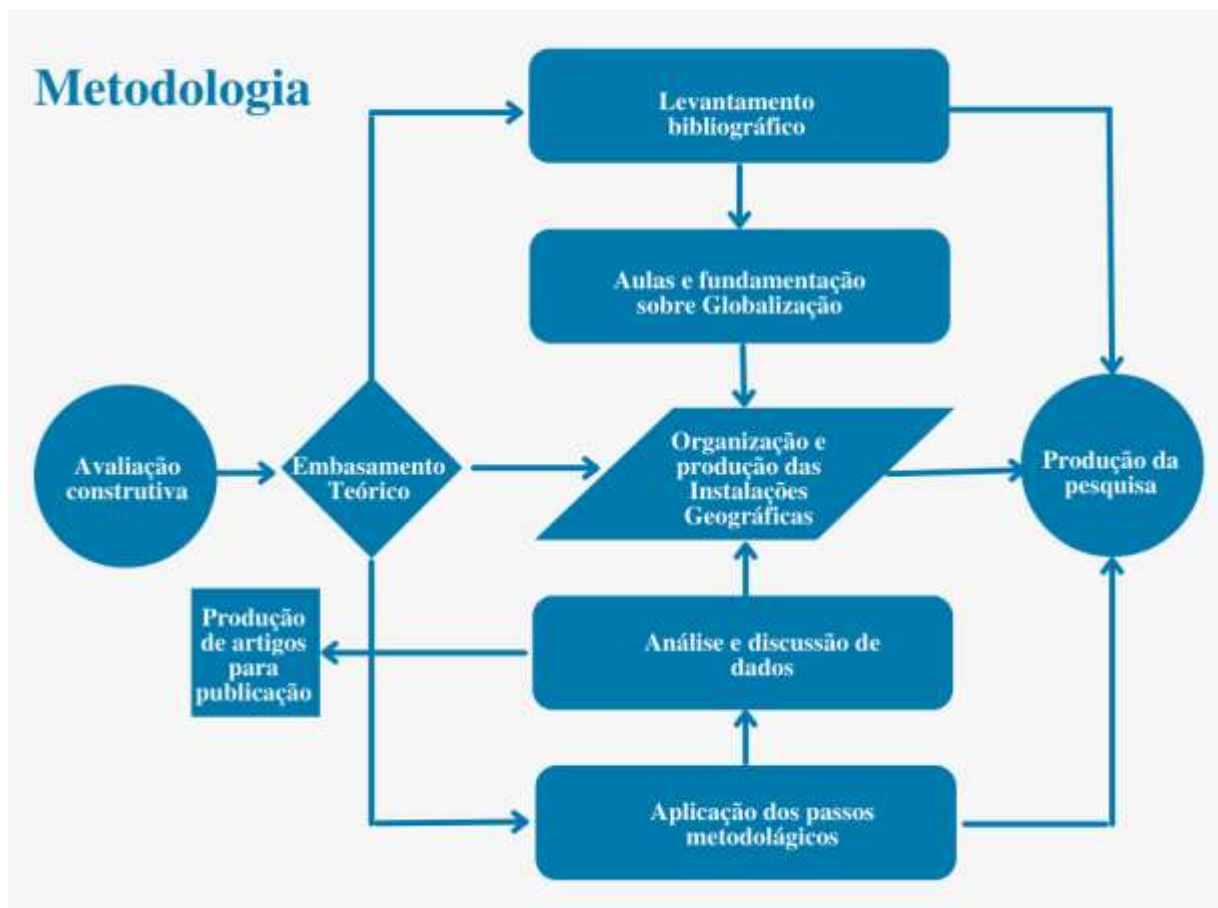 Metodologia
Levantamento
bibliográfico
Aulas e fundamentação
sobre Globalização
Avaliação
construtiva
Embasamento
Teórico
Organização e
produção das
Instalações
Geográficas
Produção da
pesquisa
Produção
de artigos
para
publicação
Análise e discussão de
dados
Aplicação dos passos
metodolágicos